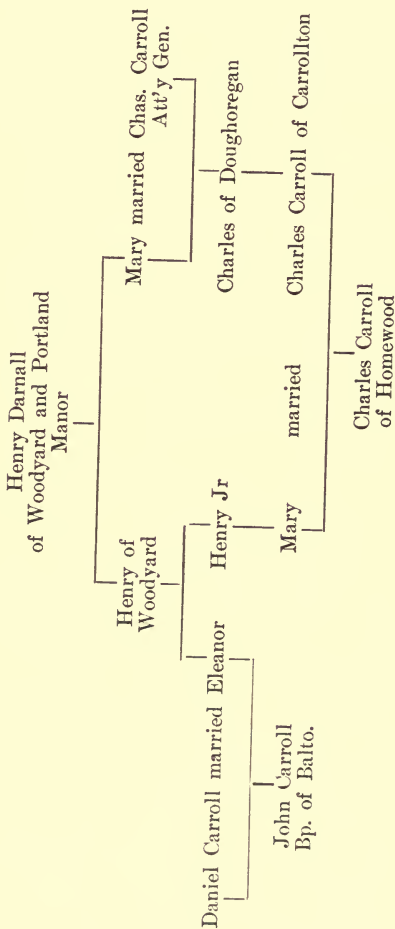 Henry Darnall
of Woodyard and Portland
Manor
Henry of
Woodyard
Mary married Chas. Carroll
Att'y Gen.
Daniel Carroll married Eleanor
Henry Jr
Charles of Doughoregan
John Carroll
Bp. of Balto.
Mary married Charles Carroll of Carrollton
Charles Carroll
of Homewood